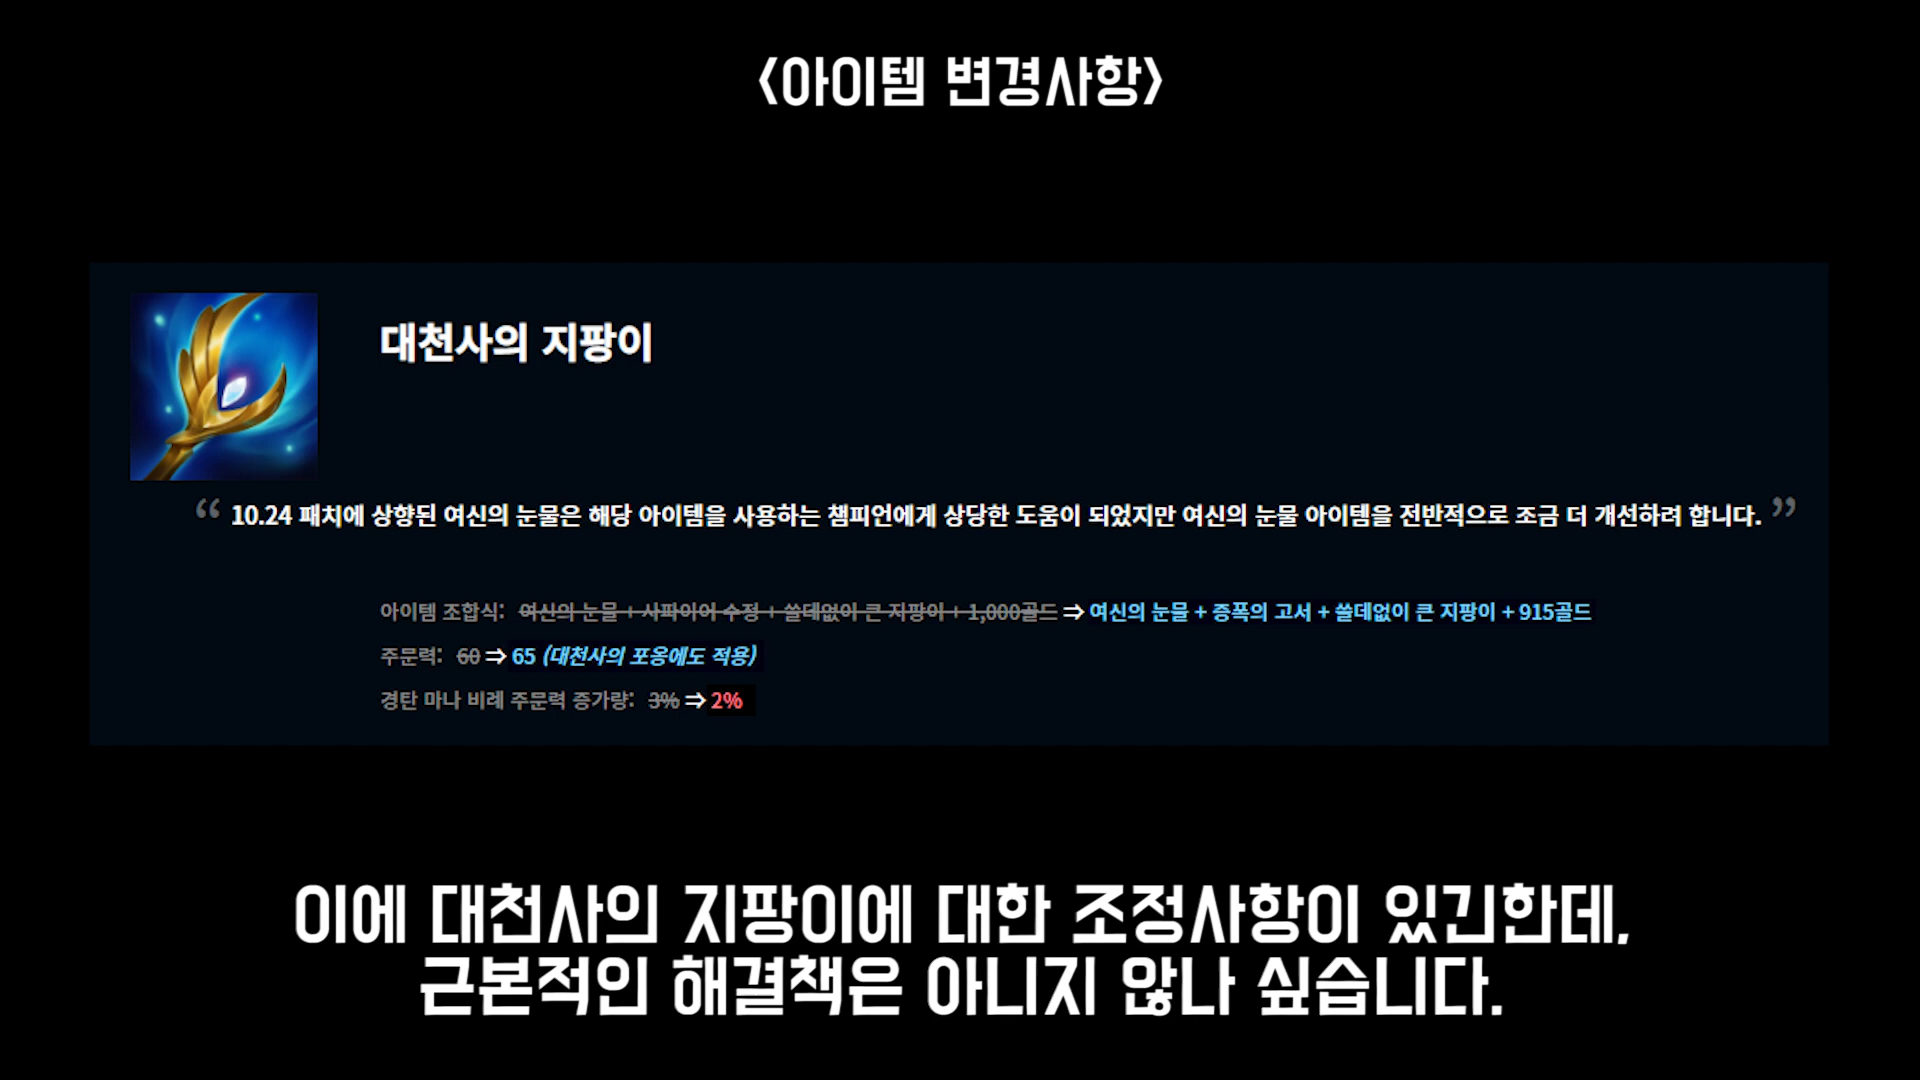 <아이템 변경사항>
대천사의 지팡이
“ 10.24 패치에 상향된 여신의 눈물은 해당 아이템을 사용하는 챔피언에게 상당한 도움이 되었지만 여신의 눈물 아이템을 전반적으로 조금 더 개선하려 합니다. ”
아이템 조합식: 여신의 눈물 + 사파이어 수정 + 쓸데없이 큰 지팡이 + 1,000골드 ⇒ 여신의 눈물 + 증폭의 고서 + 쓸데없이 큰 지팡이 + 915골드
주문력: 60 ⇒ 65 (대천사의 포옹에도 적용)
경탄 마나 비례 주문력 증가량: 3% ⇒ 2%
이에 대천사의 지팡이에 대한 조정사항이 있긴한데,
근본적인 해결책은 아니지 않나 싶습니다.